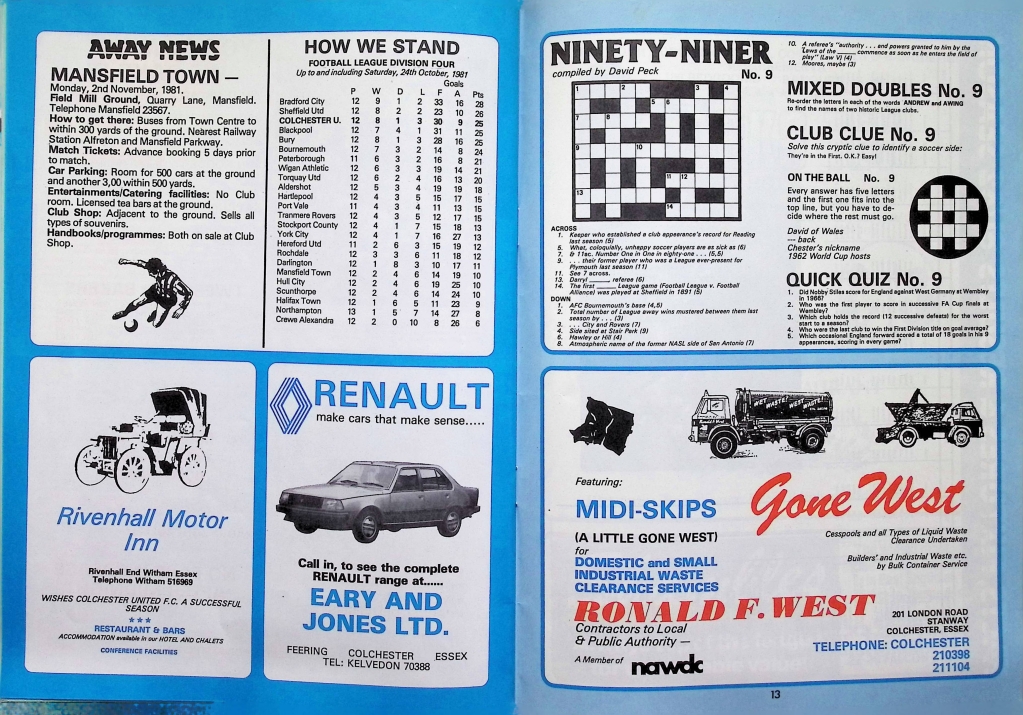 AWAY NEWS
MANSFIELD TOWN —
Monday, 2nd November, 1981.
Field Mill Ground, Quarry Lane, Mansfield.
Telephone Mansfield 23567.
How to get there: Buses from Town Centre to
within 300 yards of the ground. Nearest Railway
Station Alfreton and Mansfield Parkway.
Match Tickets: Advance booking 5 days prior
to match.
Car Parking: Room for 500 cars at the ground
and another 3,00 within 500 yards.
Entertainments/Catering facilities: No Club
room. Licensed tea bars at the ground.
Club Shop: Adjacent to the ground. Sells all
types of souvenirs.
Handbooks/programmes: Both on sale at Club
Shop.
HOW WE STAND
FOOTBALL LEAGUE DIVISION FOUR
Up to and including Saturday, 24th October, 1981
Goals
P W D L F A Pts
Bradford City 12 9 1 2 33 16 28
Sheffield Utd 12 8 2 2 23 10 26
COLCHESTER U. 12 8 1 3 30 9 25
Blackpool 12 7 4 1 31 11 25
Bury 12 8 1 3 28 16 25
Bournemouth 12 7 3 2 14 8 24
Peterborough 11 6 3 2 16 8 21
Wigan Athletic 12 6 3 3 19 14 21
Torquay Utd 12 6 2 4 16 13 20
Aldershot 12 5 3 4 19 19 18
Hartlepool 12 4 3 5 15 17 15
Port Vale 11 4 3 4 11 13 15
Tranmere Rovers 12 4 3 5 12 17 15
Stockport County 12 4 1 7 15 18 13
York City 12 4 1 7 16 27 13
Hereford Utd 11 2 6 3 15 19 12
Rochdale 12 3 3 6 11 18 12
Darlington 12 1 8 3 10 17 11
Mansfield Town 12 2 4 6 14 19 10
Hull City 12 2 4 6 19 25 10
Scunthorpe 12 2 4 6 14 24 10
Halifax Town 12 1 6 5 11 23 9
Northampton 13 1 5 7 14 27 8
Crewe Alexandra 12 2 0 10 8 26 6
Rivenhall Motor
Inn
Rivenhall End Witham Essex
Telephone Witham 516969
WISHES COLCHESTER UNITED F.C. A SUCCESSFUL
SEASON
★★★
RESTAURANT & BARS
ACCOMMODATION available in our HOTEL AND CHALETS
CONFERENCE FACILITIES
RENAULT
make cars that make sense.....
Call in, to see the complete
RENAULT range at......
EARY AND
JONES LTD.
FEERING COLCHESTER ESSEX
TEL: KELVEDON 70388
NINETY-NINER
compiled by David Peck No. 9
1 2 3 4
5 6
7 8
9 10
11 12
13
14
ACROSS
1. Keeper who established a club appearance's record for Reading
last season (5)
5. What, coloquially, unhappy soccer players are as sick as (6)
7. & 11ac. Number One in One in eighty-one . . . (5,5)
9. . . . their former player who was a League ever-present for
Plymouth last season (11)
11. See 7 across.
13. Darryl _____, referee (6)
14. The first _____ League game (Football League v. Football
Alliance) was played at Sheffield in 1891 (5)
DOWN
1. AFC Bournemouth's base (4,5)
2. Total number of League away wins mustered between them last
season by . . . (3)
3. . . . City and Rovers (7)
4. Side sited at Stair Park (9)
6. Hawley or Hill (4)
8. Atmospheric name of the former NASL side of San Antonio (7)
10. A referee's "authority . . . and powers granted to him by the
Laws of the _____ commence as soon as he enters the field of
play" (Law V) (4)
12. Moores, maybe (3)
MIXED DOUBLES No. 9
Re-order the letters in each of the words ANDREW and AWING
to find the names of two historic League clubs.
CLUB CLUE No. 9
Solve this cryptic clue to identify a soccer side:
They're in the First, O.K.? Easy!
ON THE BALL No. 9
Every answer has five letters
and the first one fits into the
top line, but you have to de-
cide where the rest must go.
David of Wales
--- back
Chester's nickname
1962 World Cup hosts
QUICK QUIZ No. 9
1. Did Nobby Stiles score for England against West Germany at Wembley
in 1966?
2. Who was the first player to score in successive FA Cup finals at
Wembley?
3. Which club holds the record (12 successive defeats) for the worst
start to a season?
4. Who were the last club to win the First Division title on goal average?
5. Which occasional England forward scored a total of 18 goals in his 9
appearances, scoring in every game?
WET WASTE! WET WASTE!
Featuring:
MIDI-SKIPS
(A LITTLE GONE WEST)
for
DOMESTIC and SMALL
INDUSTRIAL WASTE
CLEARANCE SERVICES
Gone West
Cesspools and all Types of Liquid Waste
Clearance Undertaken
Builders' and Industrial Waste etc.
by Bulk Container Service
RONALD F. WEST
Contractors to Local
& Public Authority —
A Member of nawdc
201 LONDON ROAD
STANWAY
COLCHESTER, ESSEX
TELEPHONE: COLCHESTER
210398
211104
13